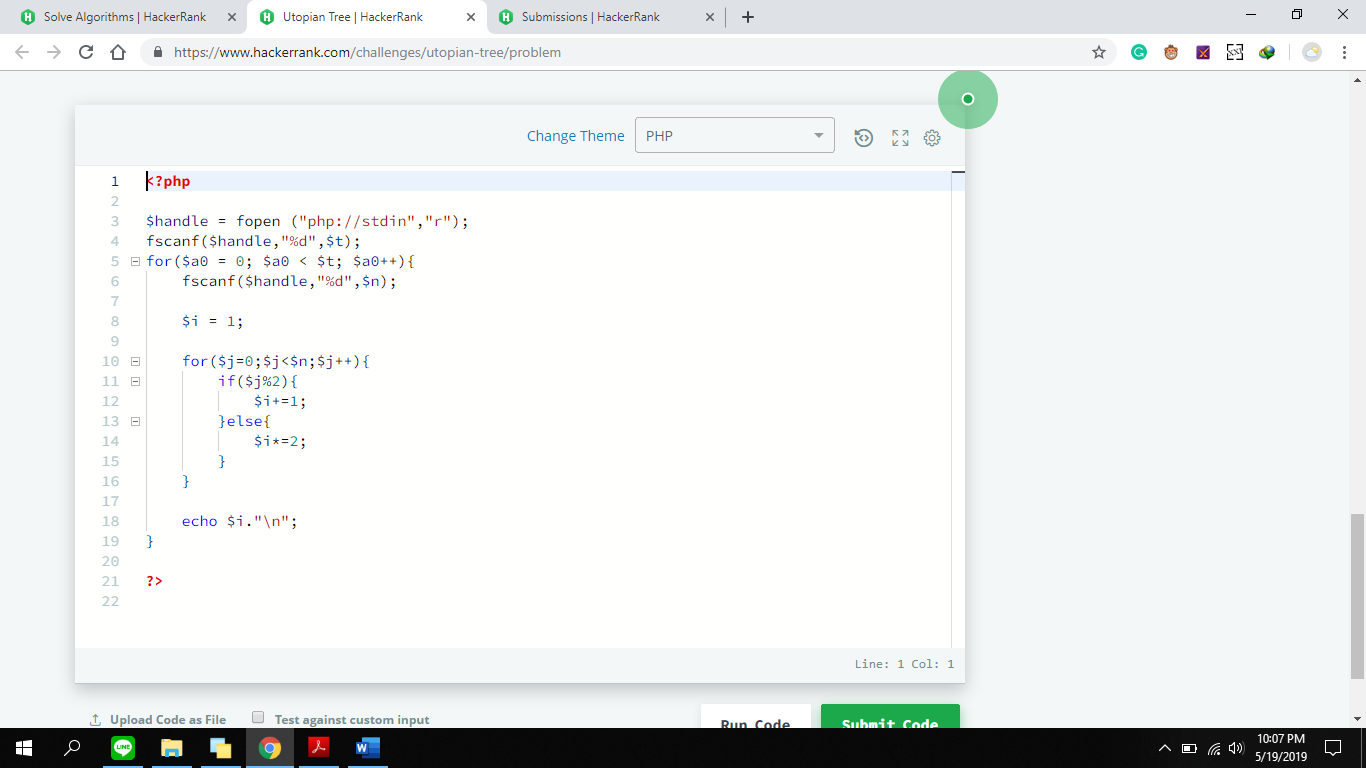 Solve Algorithms | HackerRank
Utopian Tree | HackerRank
Submissions | HackerRank
https://www.hackerrank.com/challenges/utopian-tree/problem
Change Theme
PHP
1 <?php
2
3 $handle = fopen ("php://stdin","r");
4 fscanf($handle,"%d",$t);
5 for($a0 = 0; $a0 < $t; $a0++){
6     fscanf($handle,"%d",$n);
7
8     $i = 1;
9
10     for($j=0;$j<$n;$j++){
11         if($j%2){
12             $i+=1;
13         }else{
14             $i*=2;
15         }
16     }
17
18     echo $i."\n";
19 }
20
21 ?>
22
Line: 1 Col: 1
Upload Code as File
Test against custom input
Run Code
Submit Code
LINE
W
10:07 PM
5/19/2019